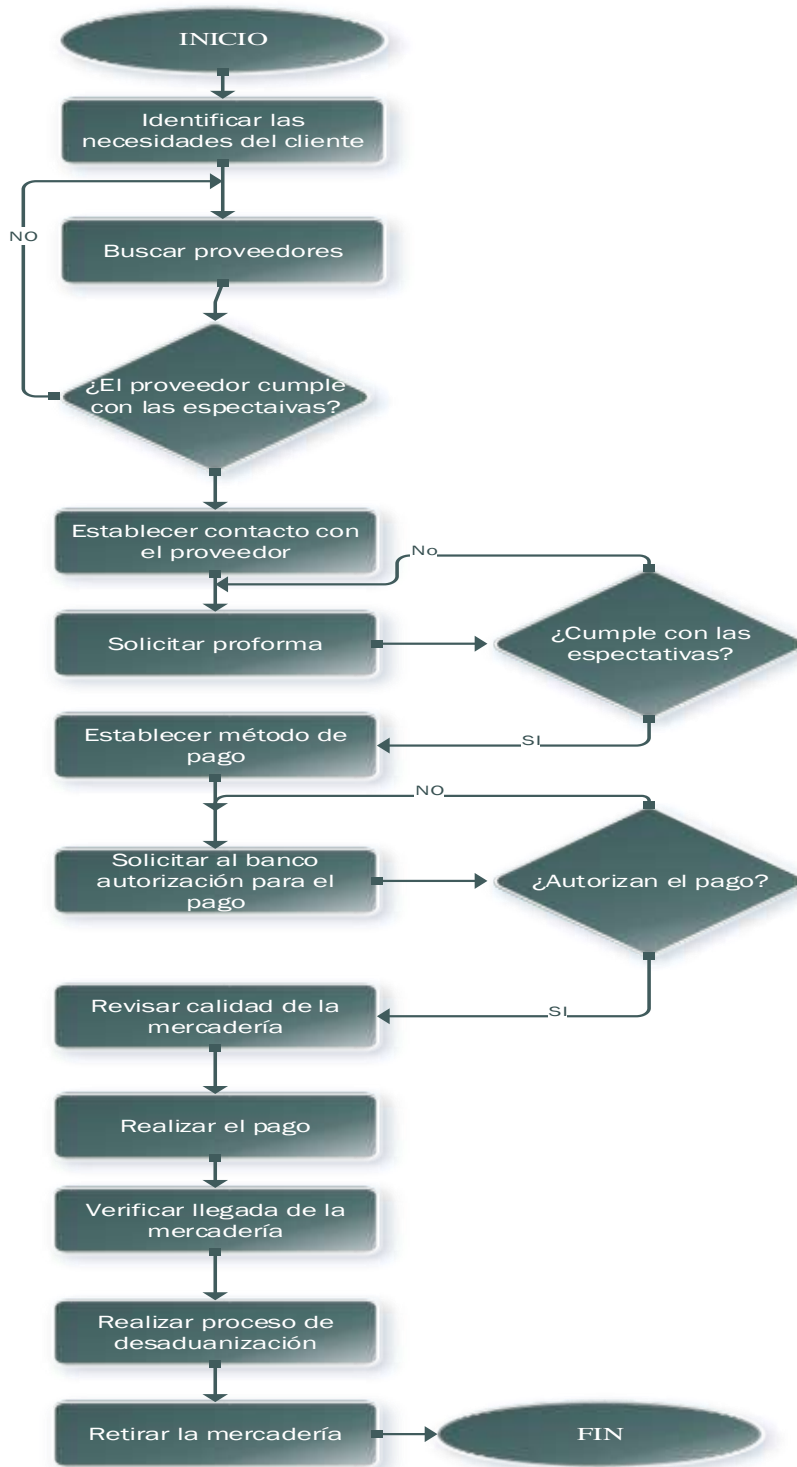 INICIO
Identificar las
necesidades del cliente
NO
Buscar proveedores
¿El proveedor cumple
con las espectaivas?
Establecer contacto con
el proveedor
No
Solicitar proforma
¿Cumple con las
espectativas?
Establecer método de
pago
SI
NO
Solicitar al banco
autorización para el
pago
¿Autorizan el pago?
Revisar calidad de la
mercadería
SI
Realizar el pago
Verificar llegada de la
mercadería
Realizar proceso de
desaduanización
Retirar la mercadería
FIN